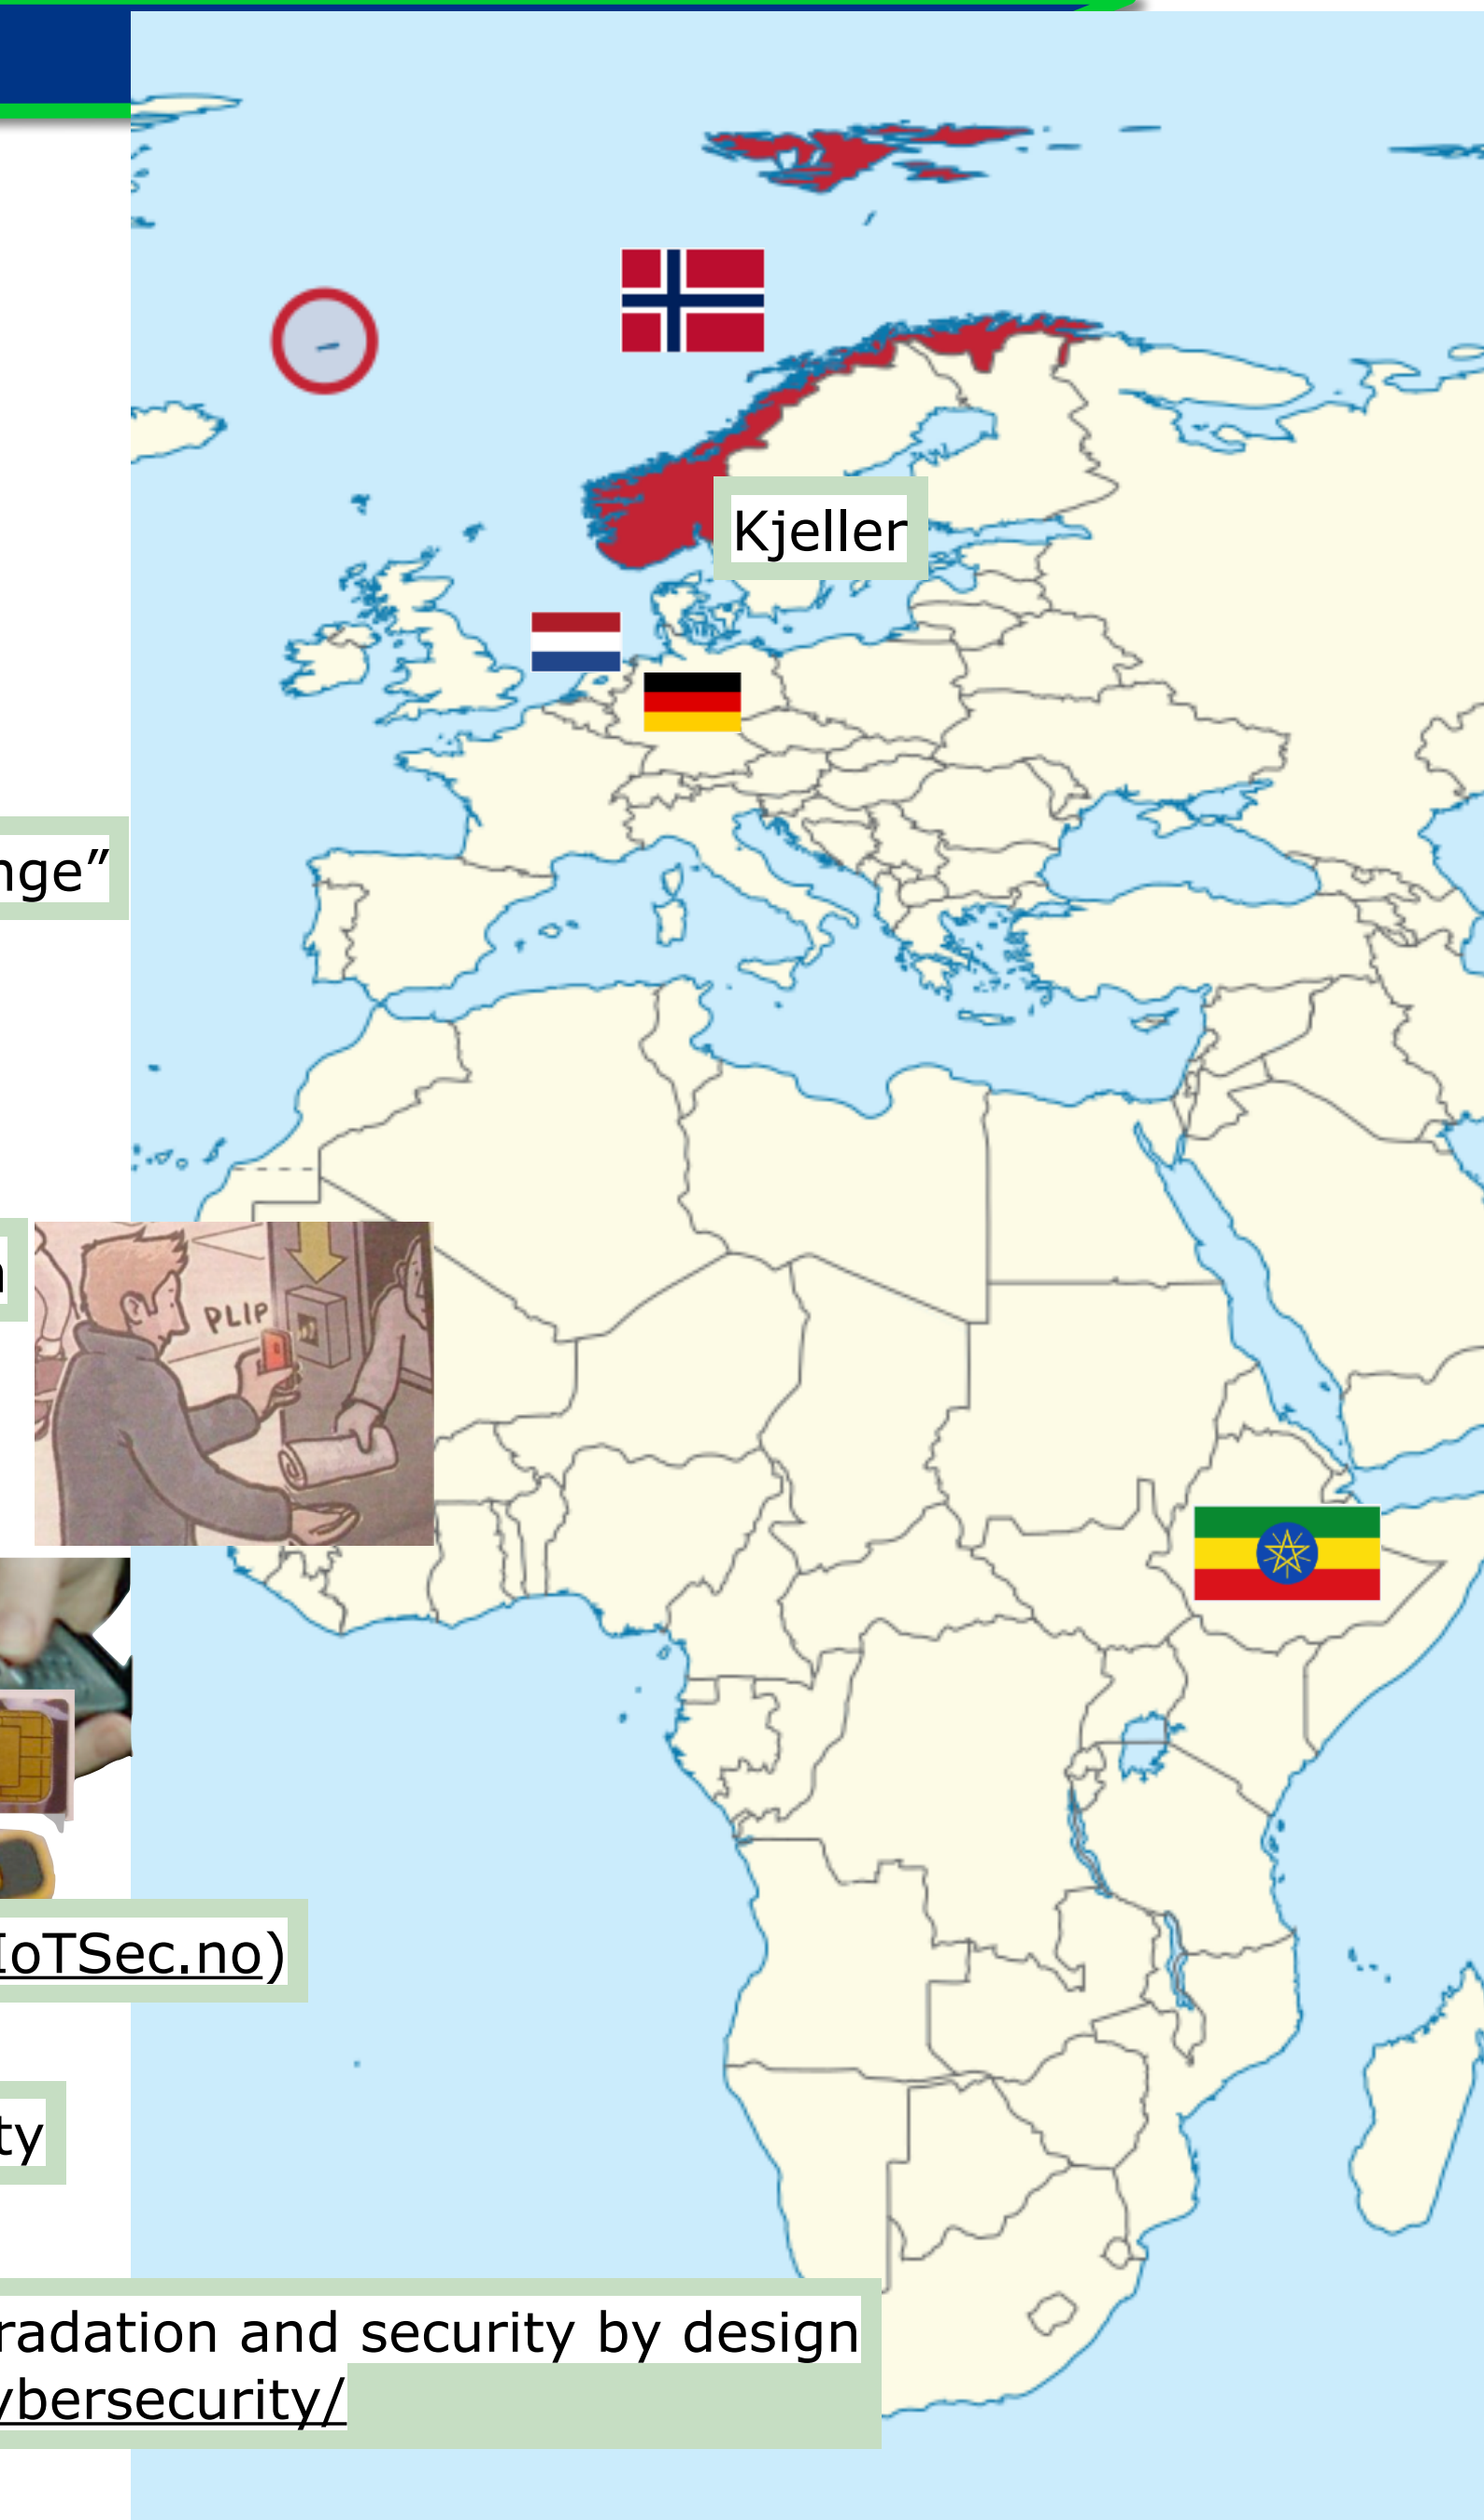 Kjeller
nge”
PLIP
IoTSec.no)
ty
radation and security by design
ybersecurity/